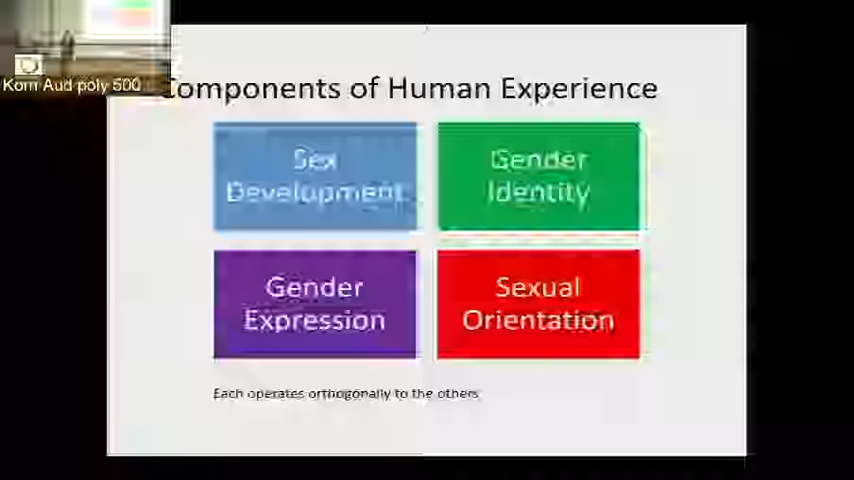 Korn Aud poly 500
Components of Human Experience
Sex
Development
Gender
Identity
Gender
Expression
Sexual
Orientation
Each operates orthogonally to the others